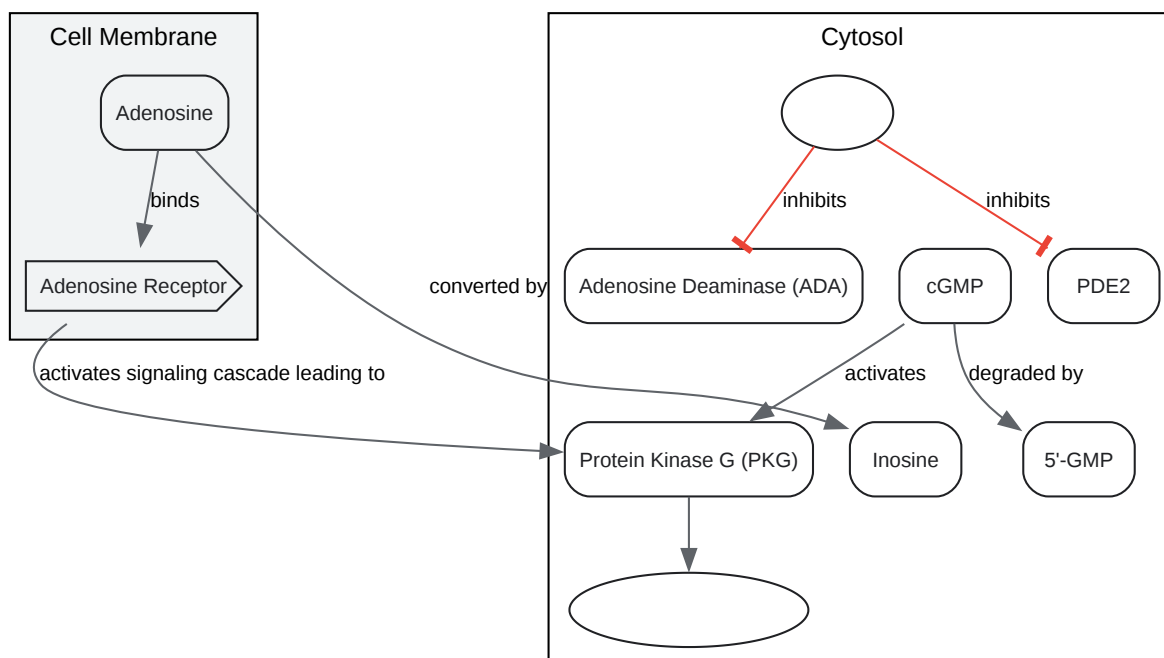 Cell Membrane
Cytosol
Adenosine
binds
inhibits
inhibits
Adenosine Receptor
converted by
Adenosine Deaminase (ADA)
cGMP
PDE2
activates signaling cascade leading to
activates
degraded by
Protein Kinase G (PKG)
Inosine
5'-GMP